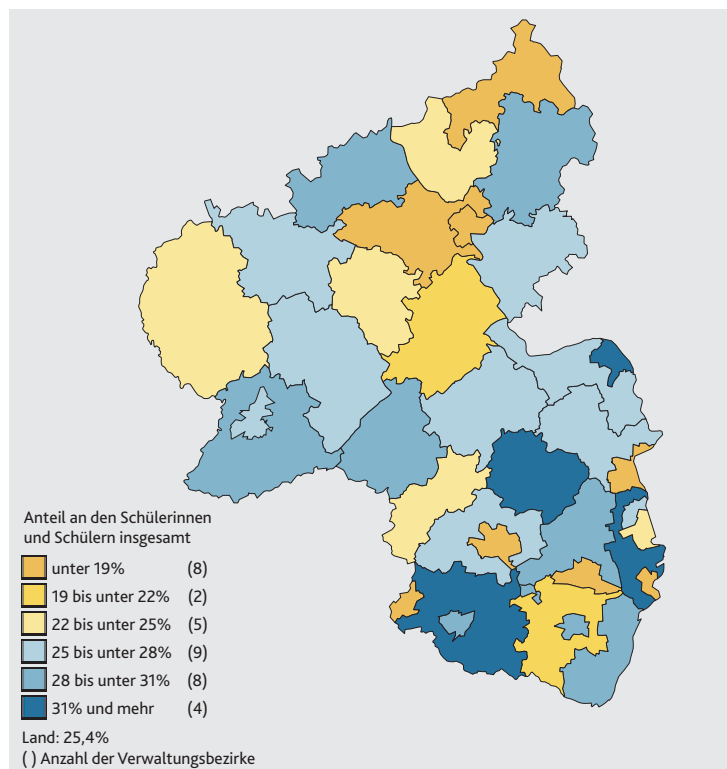 Anteil an den Schülerinnen
und Schülern insgesamt
unter 19% (8)
19 bis unter 22% (2)
22 bis unter 25% (5)
25 bis unter 28% (9)
28 bis unter 31% (8)
31% und mehr (4)
Land: 25,4%
( ) Anzahl der Verwaltungsbezirke